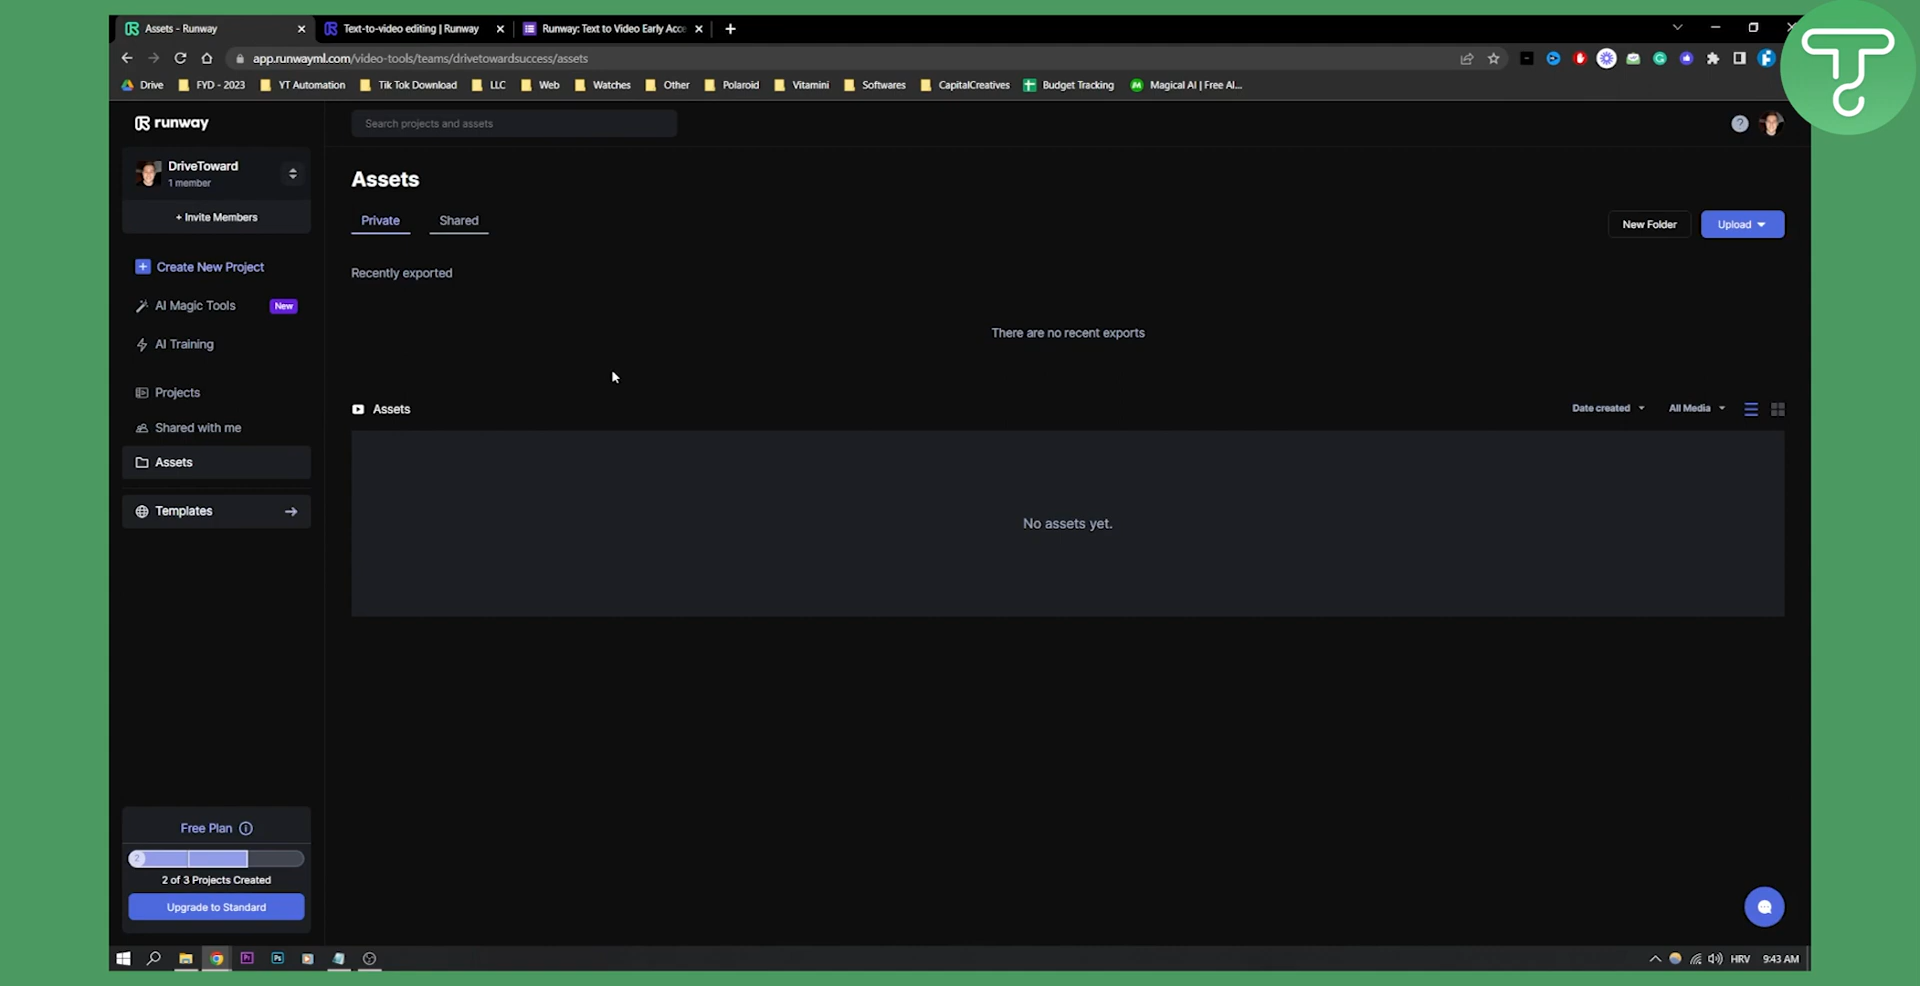 Assets - Runway
Text-to-video editing | Runway
Runway: Text to Video Early Acce
app.runwayml.com/video-tools/teams/drivetowardsuccess/assets
Drive
FYD - 2023
YT Automation
Tik Tok Download
LLC
Web
Watches
Other
Polaroid
Vitamini
Softwares
CapitalCreatives
Budget Tracking
Magical AI | Free AI...
runway
Search projects and assets
?
DriveToward
1 member
+ Invite Members
Assets
Private
Shared
New Folder
Upload
Create New Project
Recently exported
AI Magic Tools
New
There are no recent exports
AI Training
Projects
Assets
Date created
All Media
Shared with me
Assets
Templates
No assets yet.
Free Plan
2
2 of 3 Projects Created
Upgrade to Standard
Pr
Ps
HRV
9:43 AM